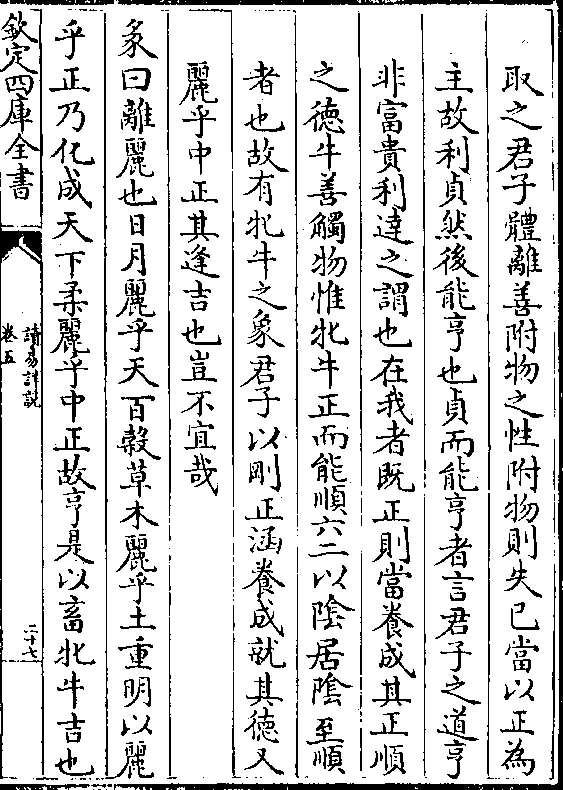 取之君子體離善附物之性附物則失已當以正為
主故利貞然後能亨也貞而能亨者言君子之道亨
非富貴利達之謂也在我者既正則當養成其正順
之德牛善觸物惟牝牛正而能順六二以陰居陰至順
者也故有牝牛之象君子以剛正涵養成就其德又
麗乎中正其逢吉也豈不宜哉
彖曰離麗也日月麗乎天百穀草木麗乎土重明以麗
乎正乃化成天下柔麗乎中正故亨是以畜牝牛吉也
欽定四庫全書
讀易詳說
卷五
二十七